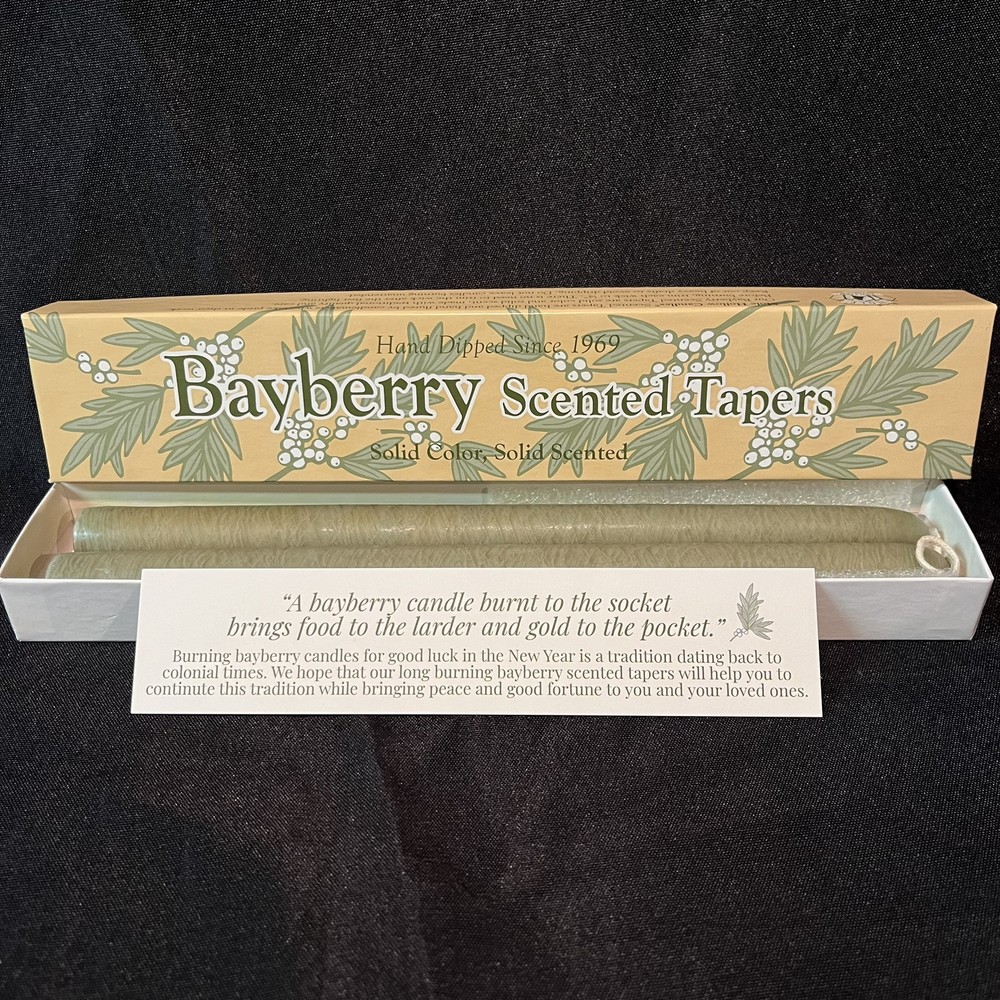 Hand Dipped Since 1969
Bayberry Scented Tapers
Solid Color, Solid Scented
“A bayberry candle burnt to the socket
brings food to the larder and gold to the pocket.”
Burning bayberry candles for good luck in the New Year is a tradition dating back to
colonial times. We hope that our long burning bayberry scented tapers will help you to
continute this tradition while bringing peace and good fortune to you and your loved ones.